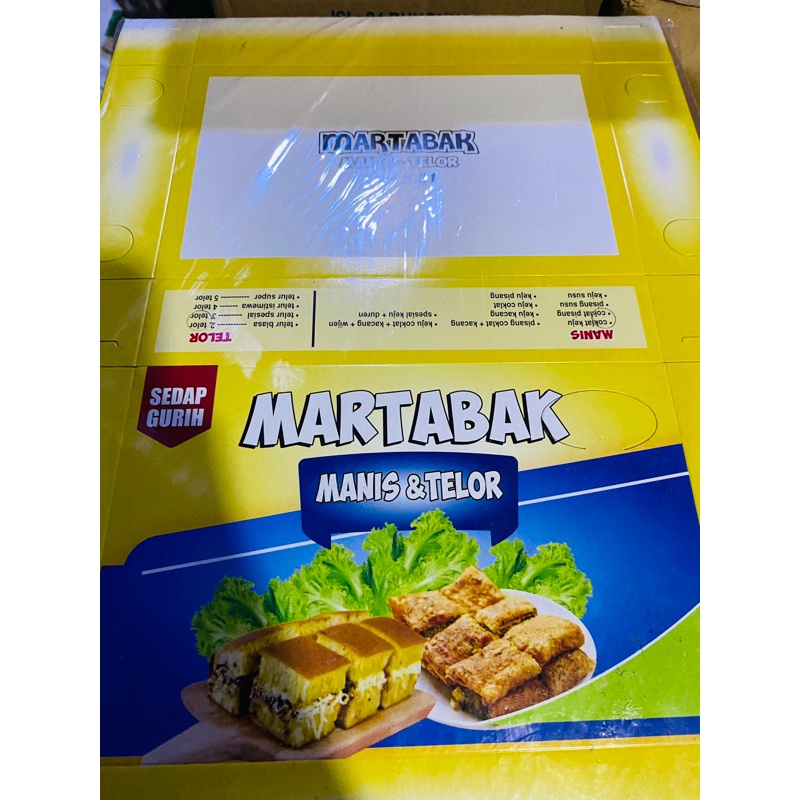 MARTABAK
MANIS & TELOR
MANIS
• coklat keju
• coklat pisang
• pisang susu
• keju susu
• pisang coklat + kacang
• keju kacang
• keju coklat
• keju pisang
• keju coklat + kacang + wijen
• spesial keju + duren
TELOR
• telur biasa ---------- 2 telor
• telur spesial --------- 3 telor
• telur istimewa ------- 4 telor
• telur super ----------- 5 telor
SEDAP
GURIH
MARTABAK
MANIS & TELOR